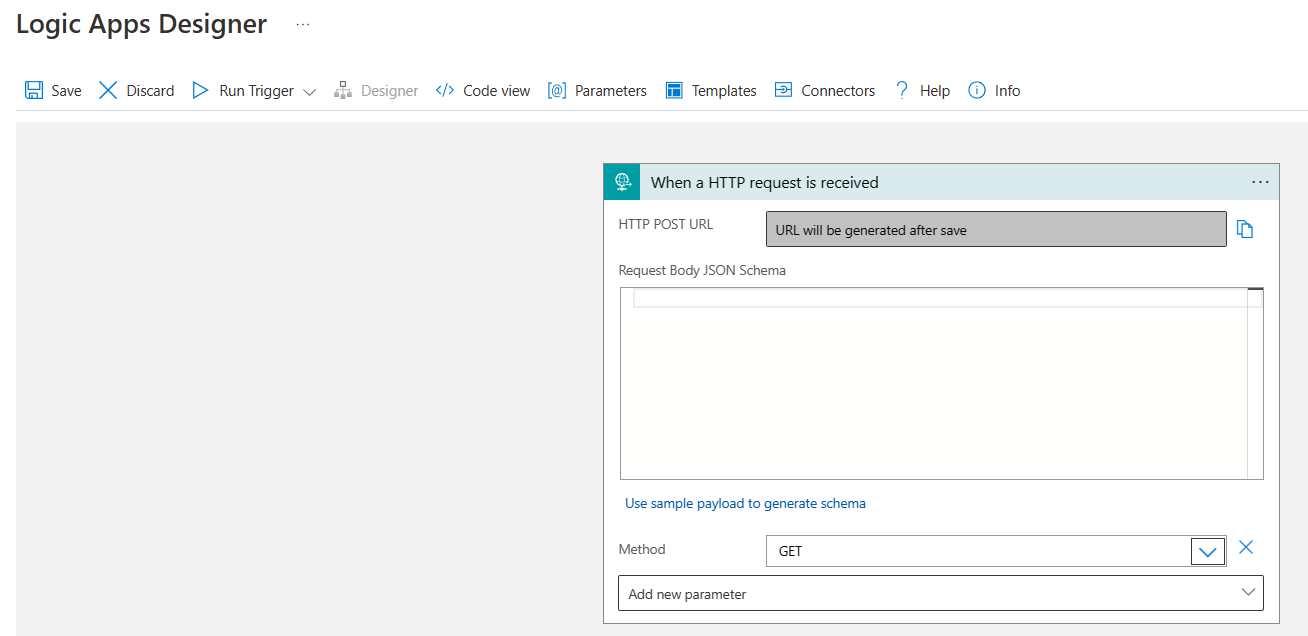 Logic Apps Designer ...
Save Discard Run Trigger Designer Code view Parameters Templates Connectors Help Info
When a HTTP request is received
HTTP POST URL URL will be generated after save
Request Body JSON Schema
Use sample payload to generate schema
Method GET
Add new parameter